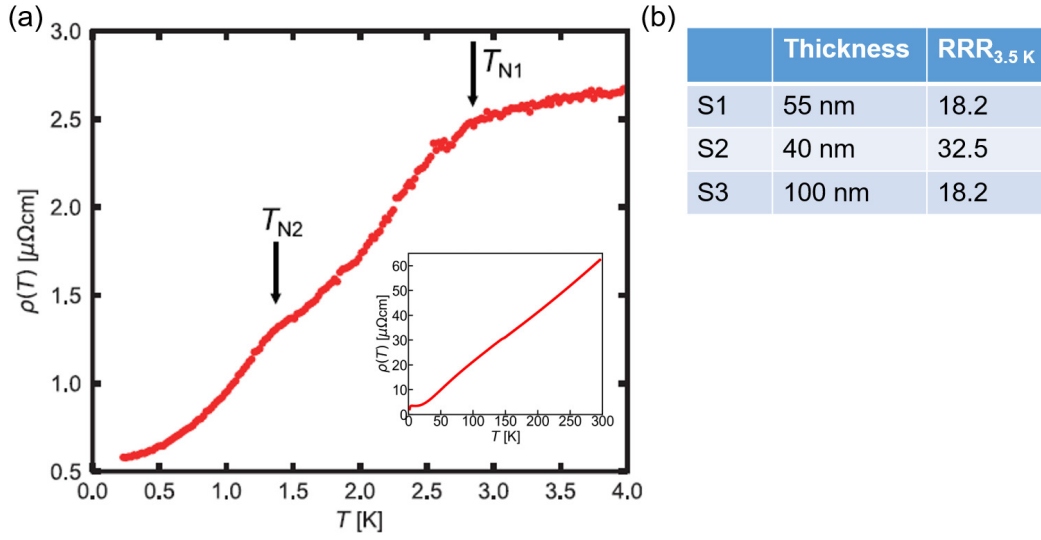 (a)
3.0
2.5
2.0
1.5
1.0
0.5
ρ(T) [μΩcm]
T_N1
T_N2
0.0 0.5 1.0 1.5 2.0 2.5 3.0 3.5 4.0
T [K]
60
50
40
30
20
10
0
ρ(T) [μΩcm]
0 50 100 150 200 250 300
T [K]
(b)
Thickness RRR_3.5 K
S1 55 nm 18.2
S2 40 nm 32.5
S3 100 nm 18.2